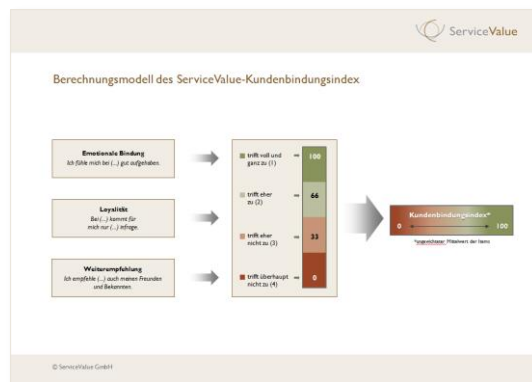 ServiceValue
Berechnungsmodell des ServiceValue-Kundenbindungsindex
Emotionale Bindung
Ich fühle mich bei (...) gut aufgehoben.
Loyalität
Bei (...) kommt für
mich nur (...) infrage.
Weiterempfehlung
Ich empfehle (...) auch meinen Freunden
und Bekannten.
trifft voll und
ganz zu (1)
100
trifft eher
zu (2)
66
trifft eher
nicht zu (3)
33
trifft überhaupt
nicht zu (4)
0
Kundenbindungsindex*
0
100
*ungewichteter Mittelwert der Items
© ServiceValue GmbH